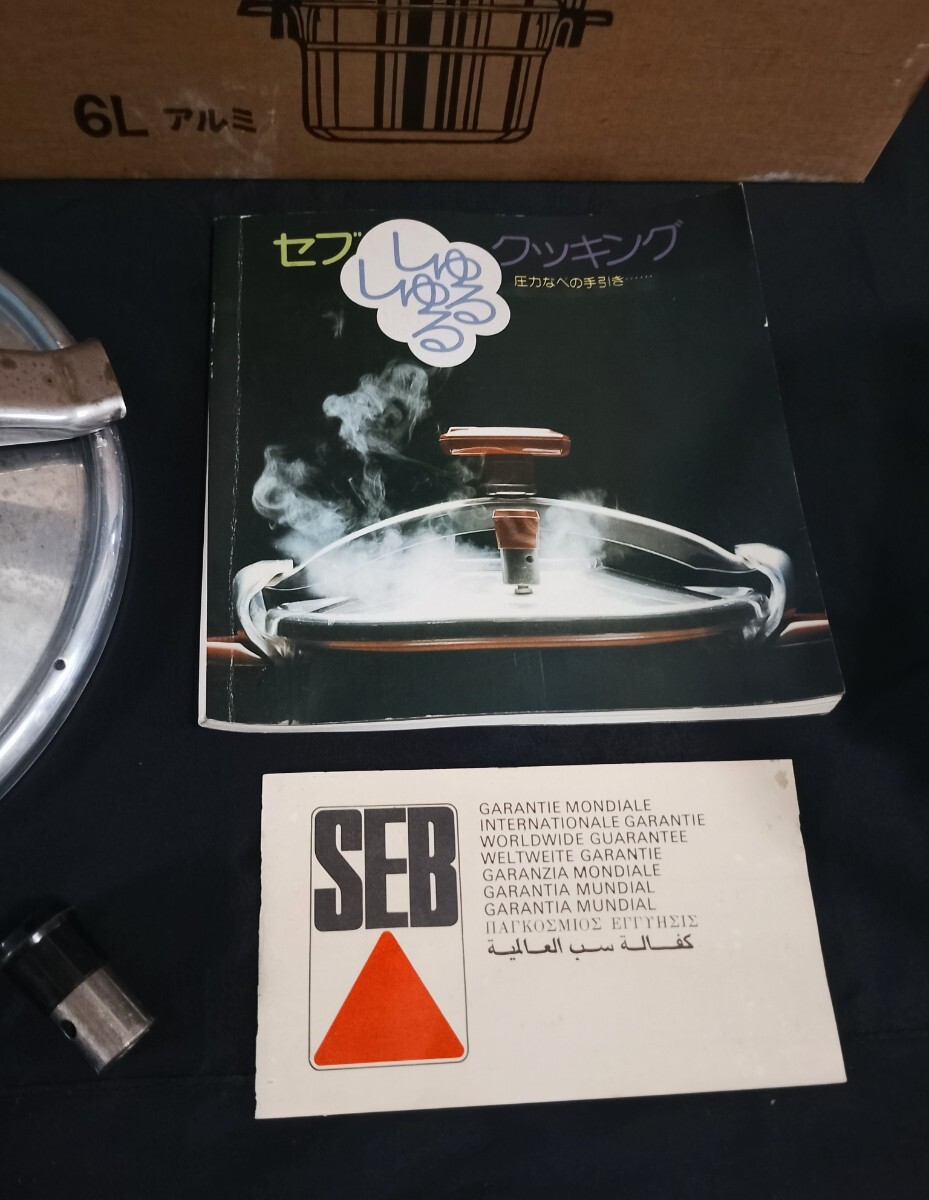 6L アルミ
セブ しゅるしゅる クッキング
圧力なべの手引き……
SEB
GARANTIE MONDIALE
INTERNATIONALE GARANTIE
WORLDWIDE GUARANTEE
WELTWEITE GARANTIE
GARANZIA MONDIALE
GARANTIA MUNDIAL
GARANTIA MUNDIAL
ΠΑΓΚΟΣΜΙΟΣ ΕΓΓΥΗΣΙΣ
كفالة سب العالمية